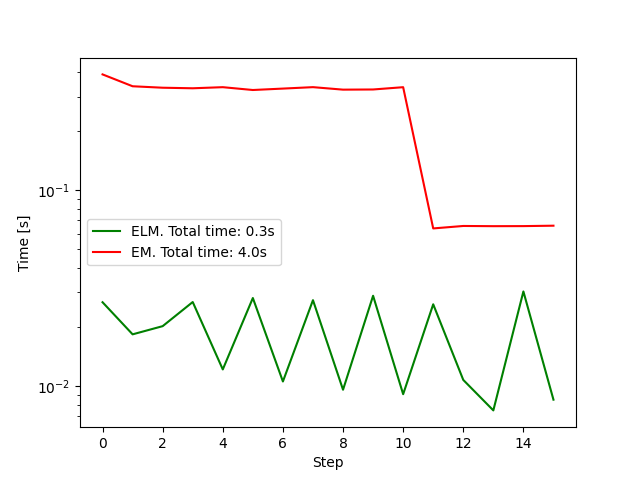 Time [s]
10⁻¹
10⁻²
ELM. Total time: 0.3s
EM. Total time: 4.0s
0 2 4 6 8 10 12 14
Step